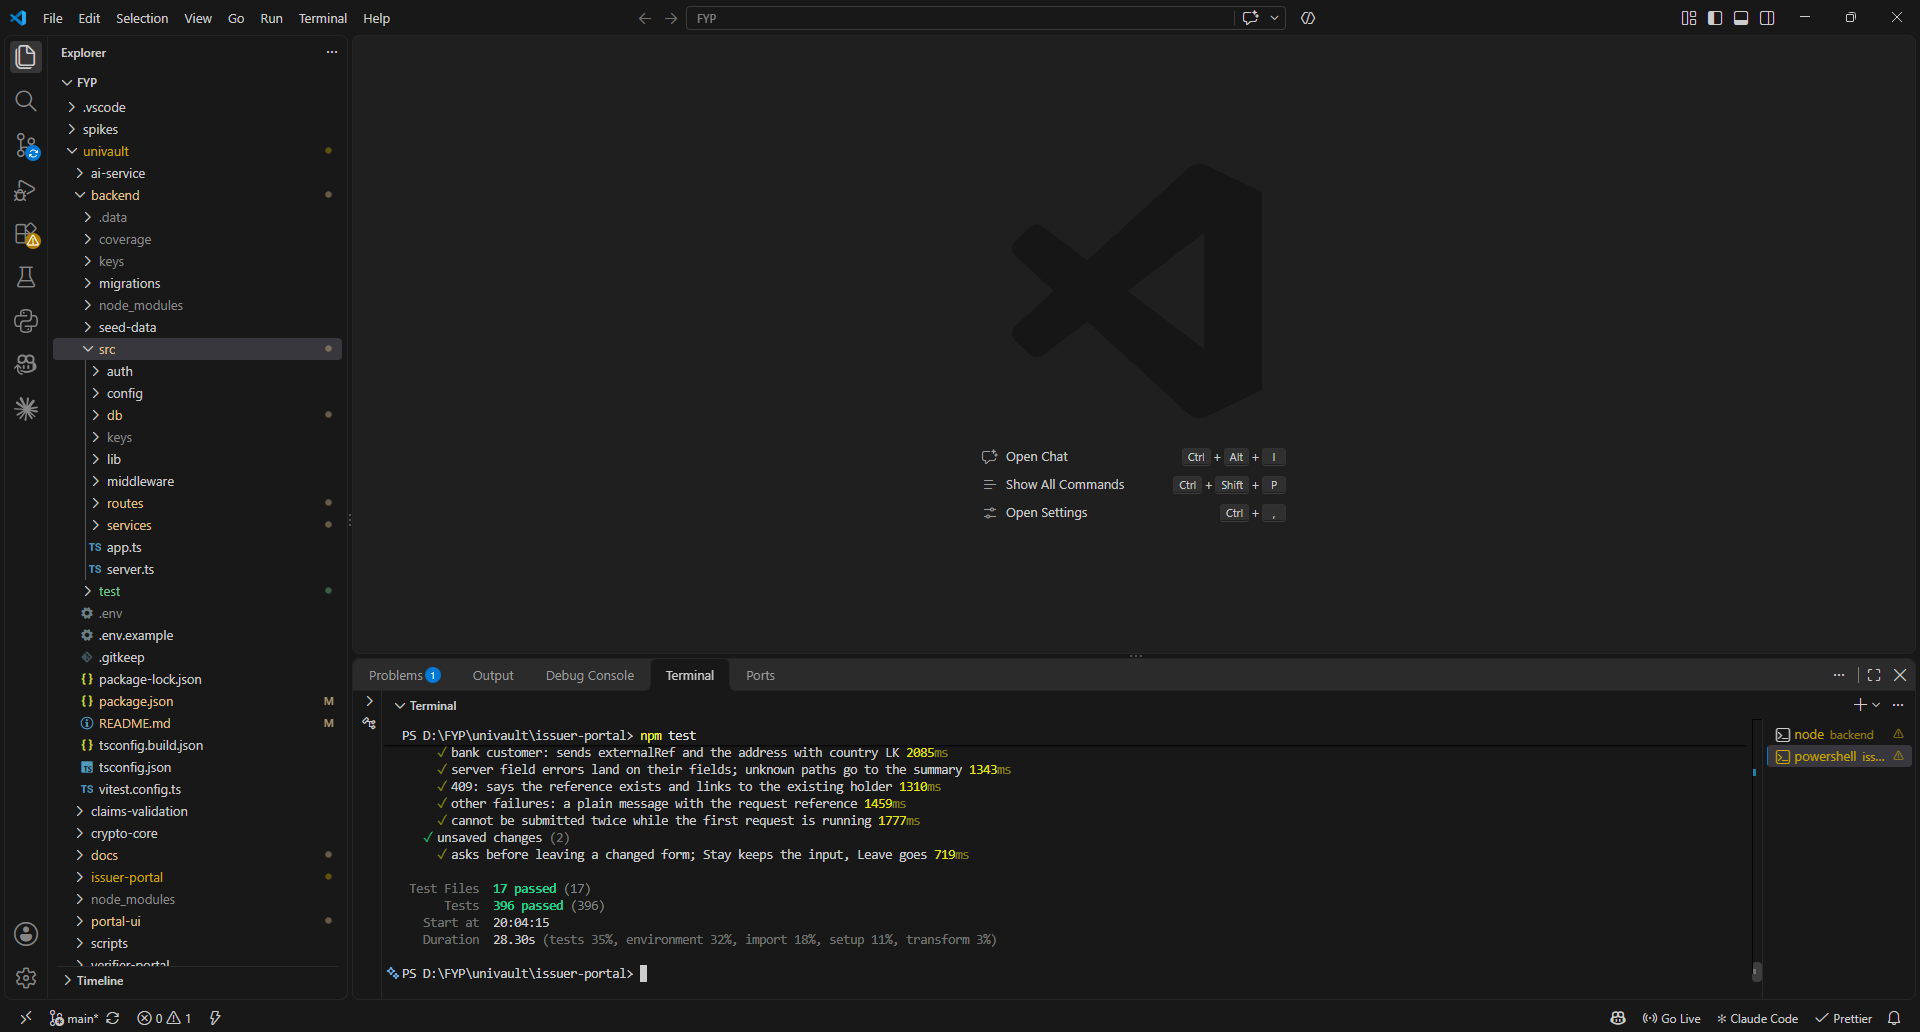 File Edit Selection View Go Run Terminal Help
FYP
Explorer
FYP
.vscode
spikes
univault
ai-service
backend
.data
coverage
keys
migrations
node_modules
seed-data
src
auth
config
db
keys
lib
middleware
routes
services
TS app.ts
TS server.ts
test
.env
.env.example
.gitkeep
{} package-lock.json
{} package.json M
README.md M
{} tsconfig.build.json
TS tsconfig.json
TS vitest.config.ts
claims-validation
crypto-core
docs
issuer-portal
node_modules
portal-ui
scripts
verifier-portal
Timeline
Open Chat Ctrl + Alt + I
Show All Commands Ctrl + Shift + P
Open Settings Ctrl + ,
Problems 1 Output Debug Console Terminal Ports
Terminal
PS D:\FYP\univault\issuer-portal> npm test
✓ bank customer: sends externalRef and the address with country LK 2085ms
✓ server field errors land on their fields; unknown paths go to the summary 1343ms
✓ 409: says the reference exists and links to the existing holder 1310ms
✓ other failures: a plain message with the request reference 1459ms
✓ cannot be submitted twice while the first request is running 1777ms
✓ unsaved changes (2)
✓ asks before leaving a changed form; Stay keeps the input, Leave goes 719ms
Test Files 17 passed (17)
Tests 396 passed (396)
Start at 20:04:15
Duration 28.30s (tests 35%, environment 32%, import 18%, setup 11%, transform 3%)
PS D:\FYP\univault\issuer-portal>
node backend
powershell iss...
main* 0 1 Go Live Claude Code Prettier